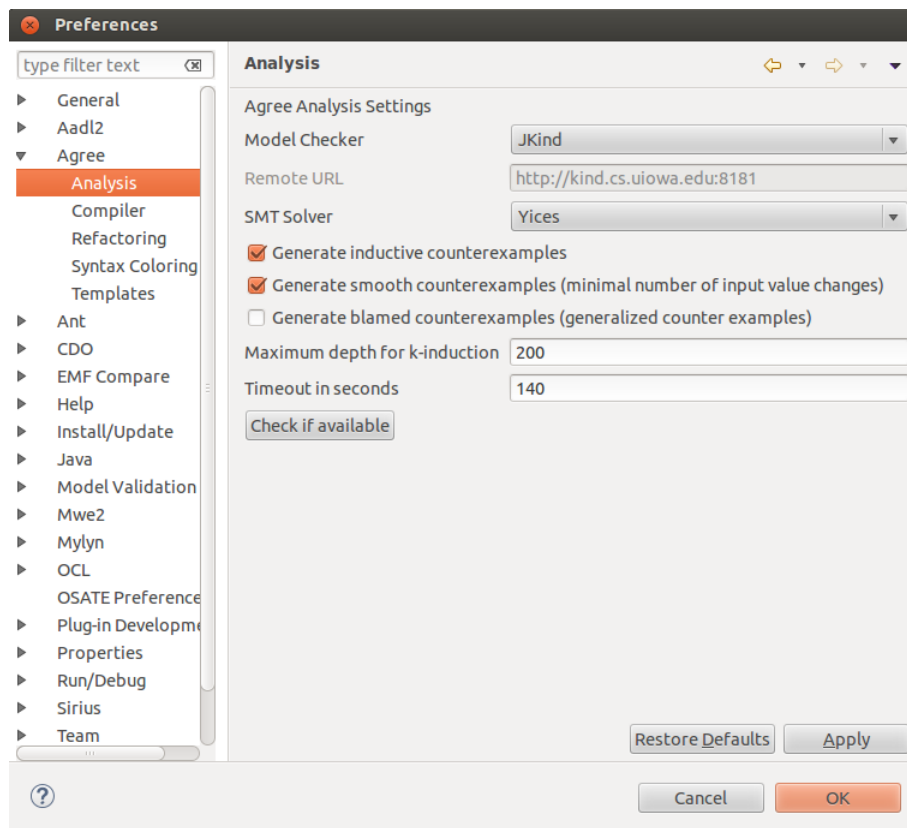 Preferences
type filter text
General
Aadl2
Agree
Analysis
Compiler
Refactoring
Syntax Coloring
Templates
Ant
CDO
EMF Compare
Help
Install/Update
Java
Model Validation
Mwe2
Mylyn
OCL
OSATE Preference
Plug-in Developme
Properties
Run/Debug
Sirius
Team
Analysis
Agree Analysis Settings
Model Checker JKind
Remote URL http://kind.cs.uiowa.edu:8181
SMT Solver Yices
Generate inductive counterexamples
Generate smooth counterexamples (minimal number of input value changes)
Generate blamed counterexamples (generalized counter examples)
Maximum depth for k-induction 200
Timeout in seconds 140
Check if available
Restore Defaults Apply
? Cancel OK